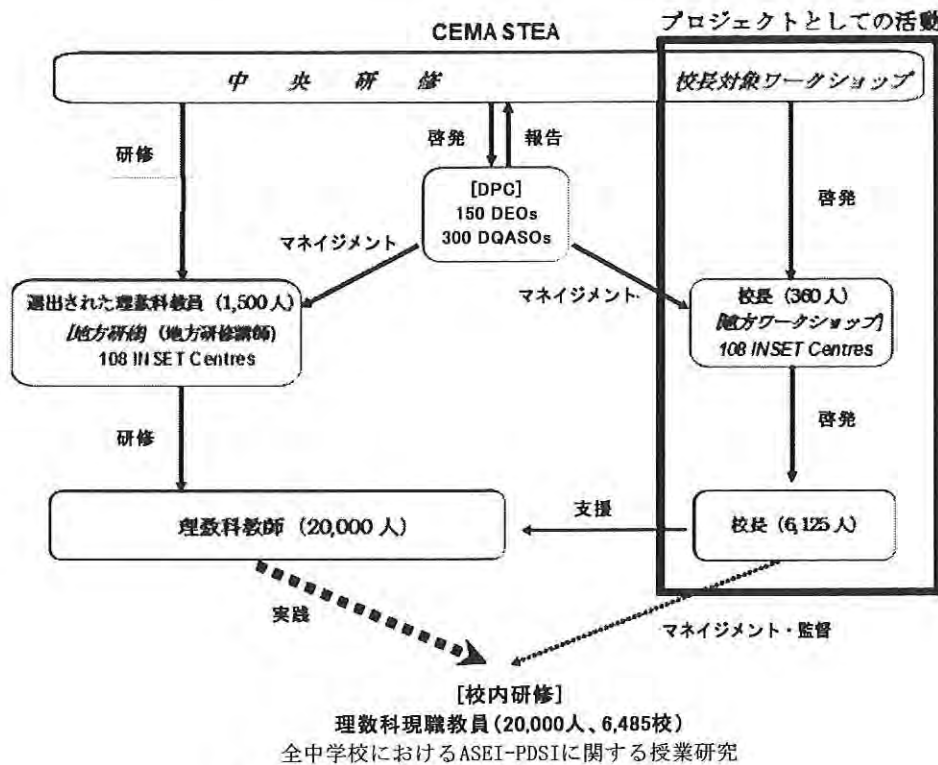 プロジェクトとしての活動
CEMASTEA
中 央 研 修
校長対象ワークショップ
研修
啓発
報告
啓発
[DPC]
150 DEOs
300 DQASOs
マネイジメント
マネイジメント
選出された理数科教員 (1,500人)
[地方研修] (地方研修講師)
108 INSET Centres
校長 (360人)
[地方ワークショップ]
108 INSET Centres
研修
啓発
理数科教師 (20,000 人)
支援
校長 (6,125人)
実践
マネイジメント・監督
[校内研修]
理数科現職教員(20,000人、6,485校)
全中学校におけるASEI-PDSIに関する授業研究